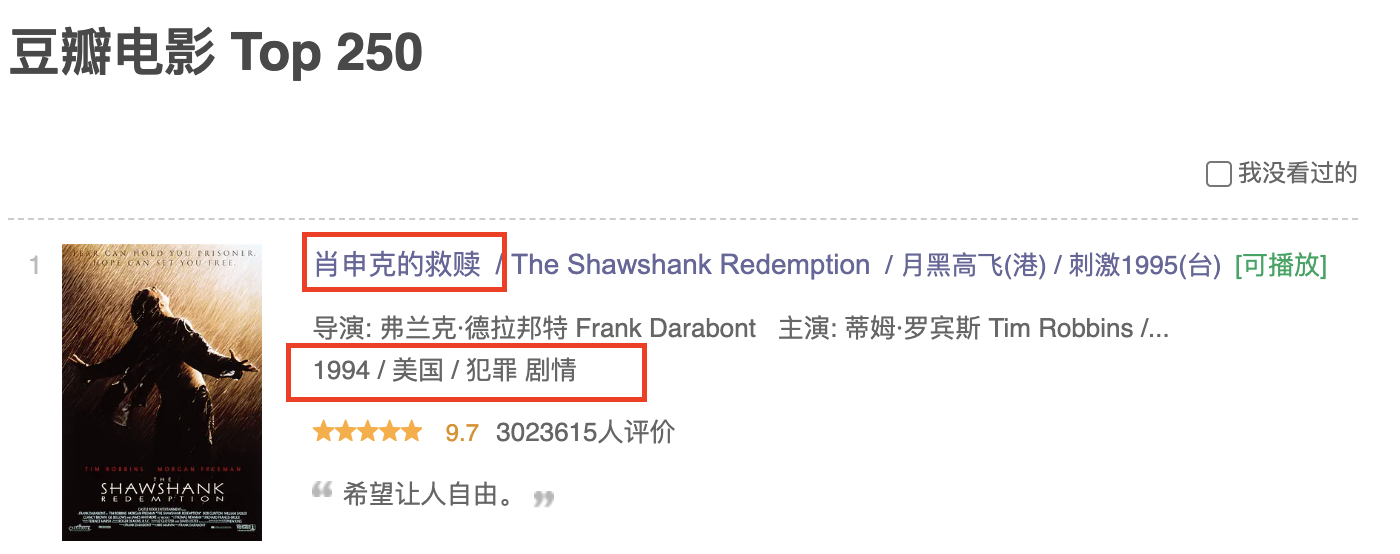 豆瓣电影 Top 250
我没看过的
1
肖申克的救赎 / The Shawshank Redemption / 月黑高飞(港) / 刺激1995(台) [可播放]
导演: 弗兰克·德拉邦特 Frank Darabont 主演: 蒂姆·罗宾斯 Tim Robbins /...
1994 / 美国 / 犯罪 剧情
9.7 3023615人评价
“ 希望让人自由。 ”
FEAR CAN HOLD YOU PRISONER.
HOPE CAN SET YOU FREE.
TIM ROBBINS MORGAN FREEMAN
THE
SHAWSHANK
REDEMPTION